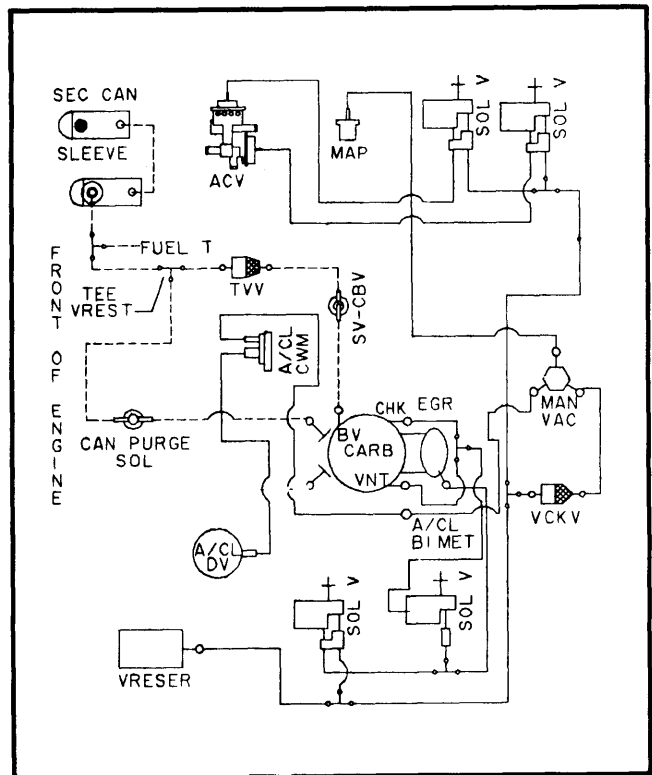 SEC CAN
SLEEVE
ACV
MAP
SOL V
SOL V
FUEL T
TEE
VREST
TVV
SV-CBV
FRONT OF ENGINE
A/CL
CWM
MAN
VAC
CAN PURGE
SOL
CHK
EGR
BV
CARB
VNT
A/CL
BIMET
VCKV
A/CL
DV
SOL V
SOL V
VRESER